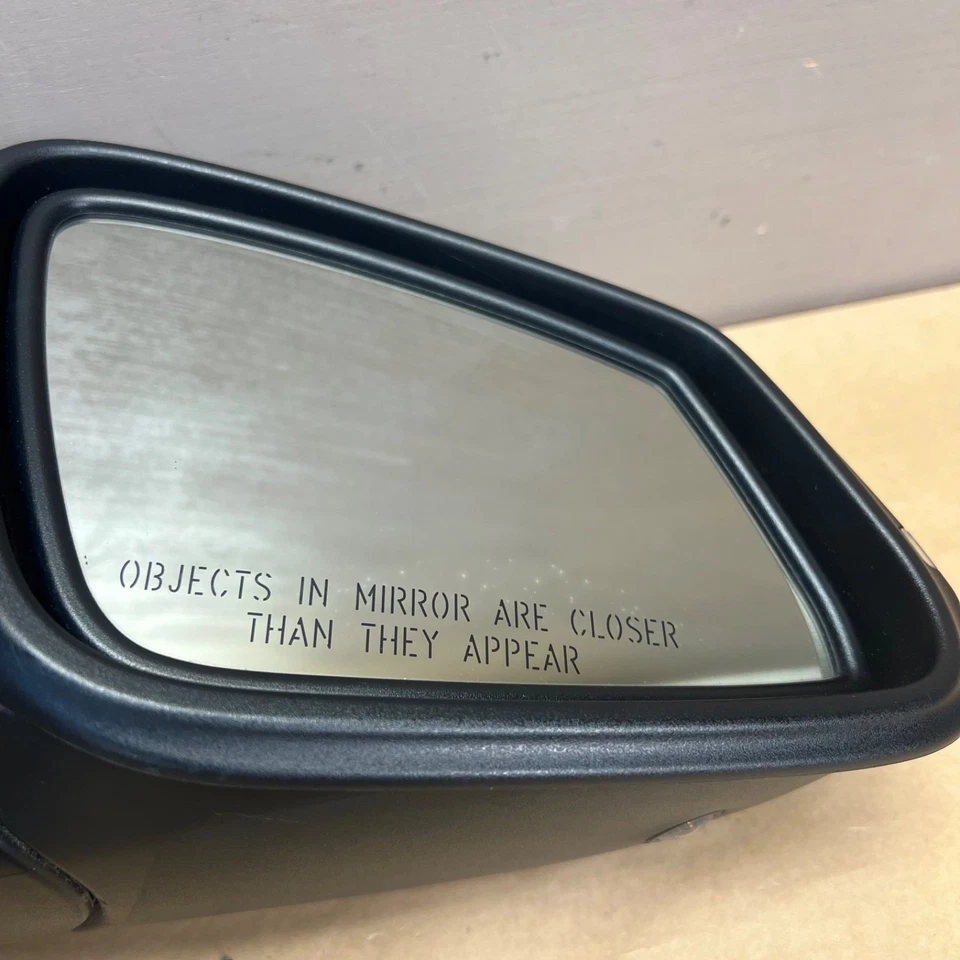 OBJECTS IN MIRROR ARE CLOSER
THAN THEY APPEAR